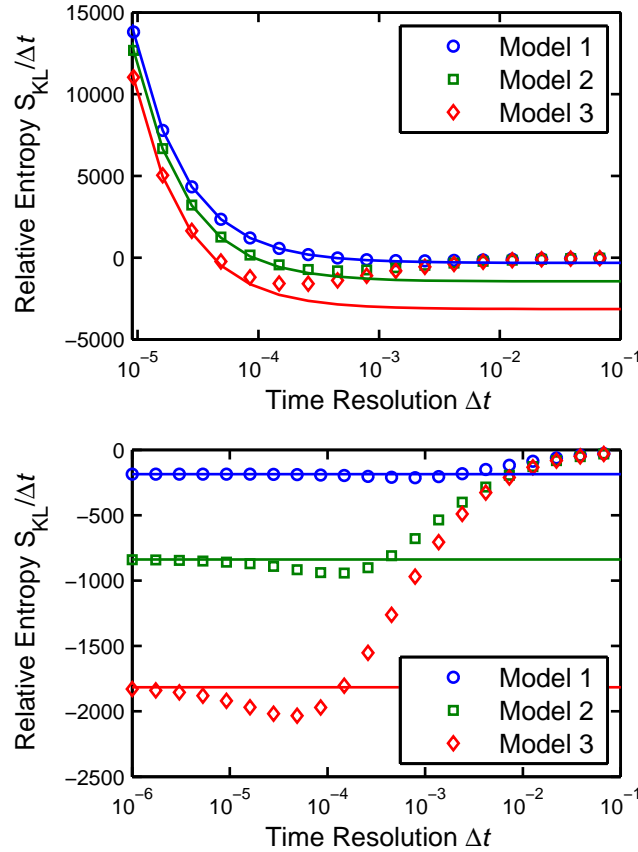 15000
10000
5000
0
−5000
Relative Entropy S_KL/Δt
Model 1
Model 2
Model 3
10^−5 10^−4 10^−3 10^−2 10^−1
Time Resolution Δt
0
−500
−1000
−1500
−2000
−2500
Relative Entropy S_KL/Δt
Model 1
Model 2
Model 3
10^−6 10^−5 10^−4 10^−3 10^−2 10^−1
Time Resolution Δt